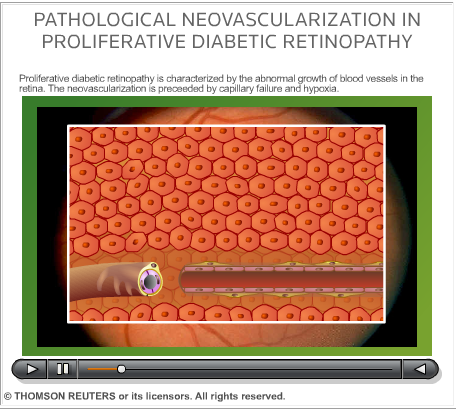 PATHOLOGICAL NEOVASCULARIZATION IN
PROLIFERATIVE DIABETIC RETINOPATHY
Proliferative diabetic retinopathy is characterized by the abnormal growth of blood vessels in the
retina. The neovascularization is preceeded by capillary failure and hypoxia.
© THOMSON REUTERS or its licensors. All rights reserved.